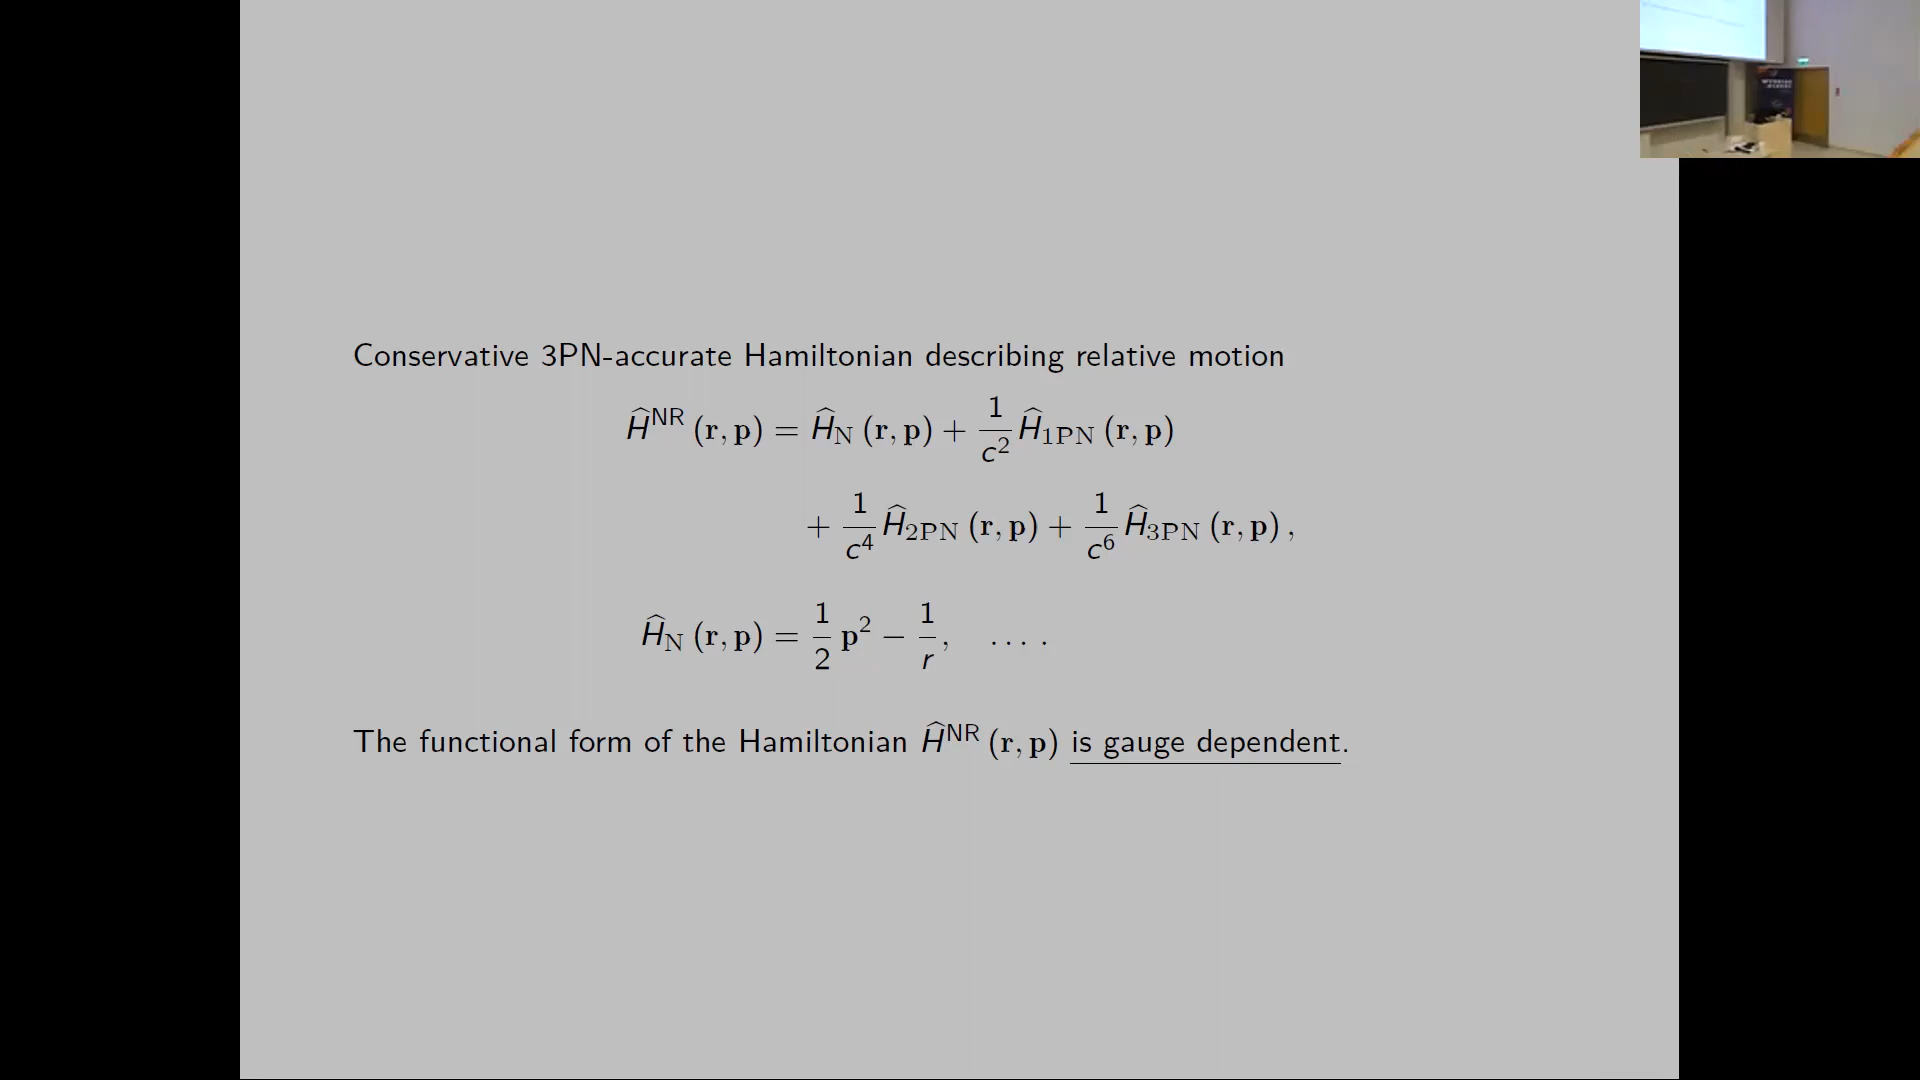 Conservative 3PN-accurate Hamiltonian describing relative motion
Ĥ^NR (r, p) = Ĥ_N (r, p) + 1/c² Ĥ_1PN (r, p)
+ 1/c⁴ Ĥ_2PN (r, p) + 1/c⁶ Ĥ_3PN (r, p) ,
Ĥ_N (r, p) = 1/2 p² − 1/r, . . . .
The functional form of the Hamiltonian Ĥ^NR (r, p) is gauge dependent.